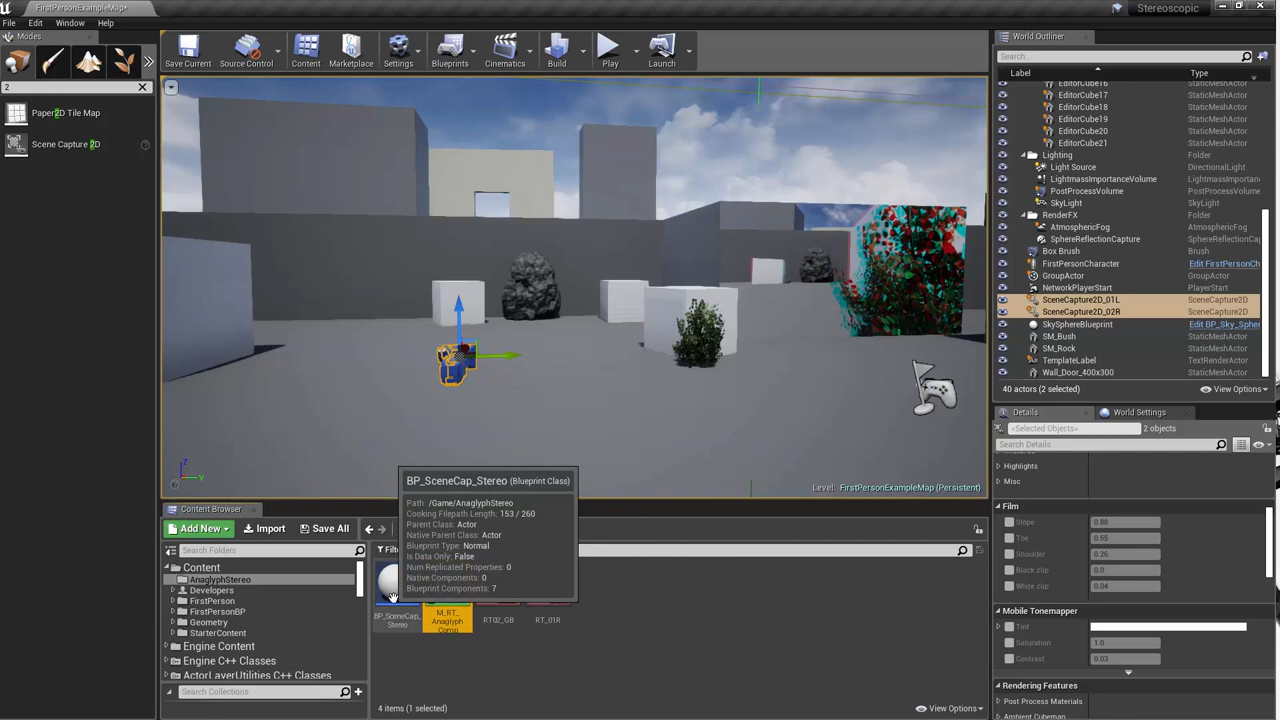 FirstPersonExampleMap*
Stereoscopic
File Edit Window Help
Modes
World Outliner
Save Current
Source Control
Content
Marketplace
Settings
Blueprints
Cinematics
Build
Play
Launch
Search...
2
Label
Type
Paper2D Tile Map
Scene Capture 2D
EditorCube16 StaticMeshActor
EditorCube17 StaticMeshActor
EditorCube18 StaticMeshActor
EditorCube19 StaticMeshActor
EditorCube20 StaticMeshActor
EditorCube21 StaticMeshActor
Lighting Folder
Light Source DirectionalLight
LightmassImportanceVolume LightmassImportanc
PostProcessVolume PostProcessVolume
SkyLight SkyLight
RenderFX Folder
AtmosphericFog AtmosphericFog
SphereReflectionCapture SphereReflectionCap
Box Brush Brush
FirstPersonCharacter Edit FirstPersonCh
GroupActor GroupActor
NetworkPlayerStart PlayerStart
SceneCapture2D_01L SceneCapture2D
SceneCapture2D_02R SceneCapture2D
SkySphereBlueprint Edit BP_Sky_Spher
SM_Bush StaticMeshActor
SM_Rock StaticMeshActor
TemplateLabel TextRenderActor
Wall_Door_400x300 StaticMeshActor
40 actors (2 selected)
View Options
Details
World Settings
<Selected Objects>
2 objects
Search Details
Highlights
Misc
Film
Slope 0.88
Toe 0.55
Shoulder 0.26
Black clip 0.0
White clip 0.04
Mobile Tonemapper
Tint
Saturation 1.0
Contrast 0.03
Rendering Features
Post Process Materials
Ambient Cubemap
Z
Y
Level: FirstPersonExampleMap (Persistent)
BP_SceneCap_Stereo (Blueprint Class)
Path: /Game/AnaglyphStereo
Cooking Filepath Length: 153 / 260
Parent Class: Actor
Native Parent Class: Actor
Blueprint Type: Normal
Is Data Only: False
Num Replicated Properties: 0
Native Components: 0
Blueprint Components: 7
Content Browser
Add New
Import
Save All
Search Folders
Filte
Content
AnaglyphStereo
Developers
FirstPerson
FirstPersonBP
Geometry
StarterContent
Engine Content
Engine C++ Classes
ActorLayerUtilities C++ Classes
Search Collections
BP_SceneCap_
Stereo
M_RT_
Anaglyph
Comp
RT02_GB
RT_01R
4 items (1 selected)
View Options